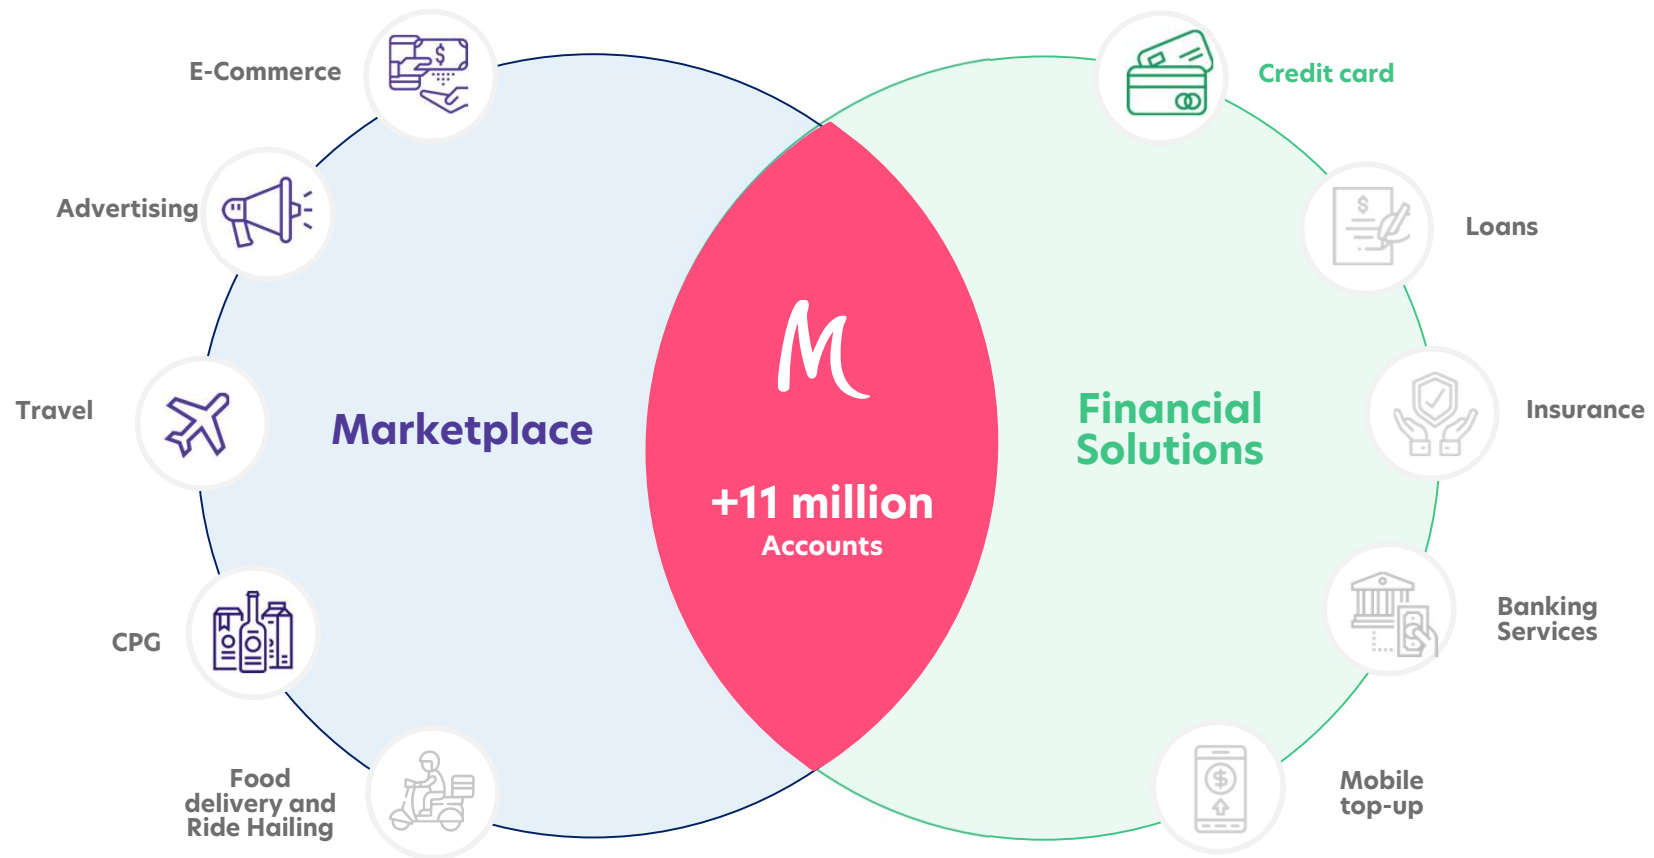 E-Commerce
Advertising
Travel
CPG
Food
delivery and
Ride Hailing
Marketplace
M
+11 million
Accounts
Financial
Solutions
Credit card
Loans
Insurance
Banking
Services
Mobile
top-up